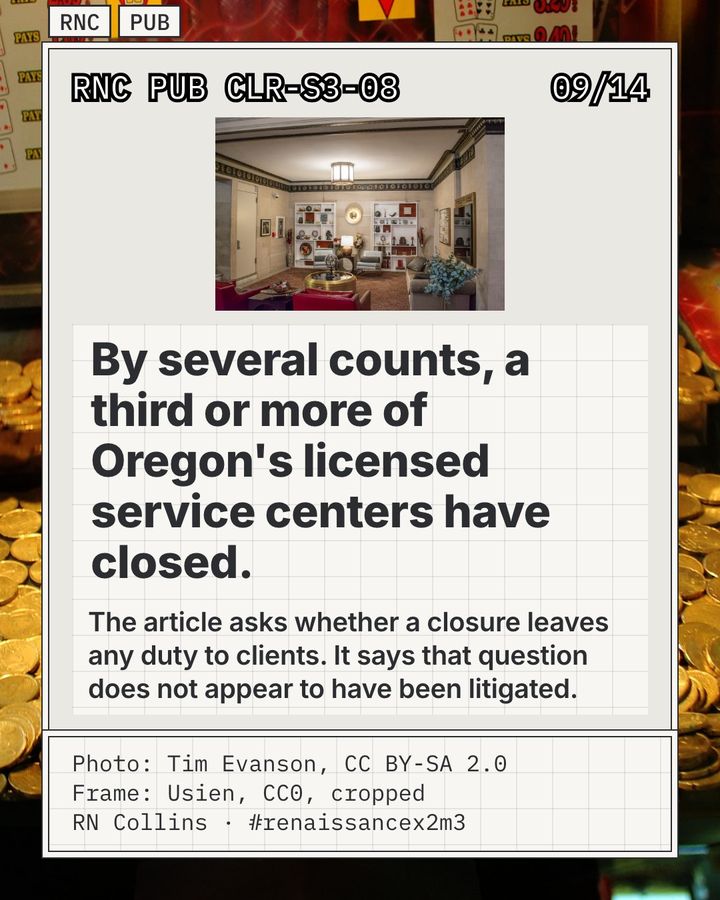 RNC PUB
PAYS
RNC PUB CLR-S3-08 09/14
By several counts, a
third or more of
Oregon's licensed
service centers have
closed.
The article asks whether a closure leaves
any duty to clients. It says that question
does not appear to have been litigated.
Photo: Tim Evanson, CC BY-SA 2.0
Frame: Usien, CC0, cropped
RN Collins · #renaissancex2m3